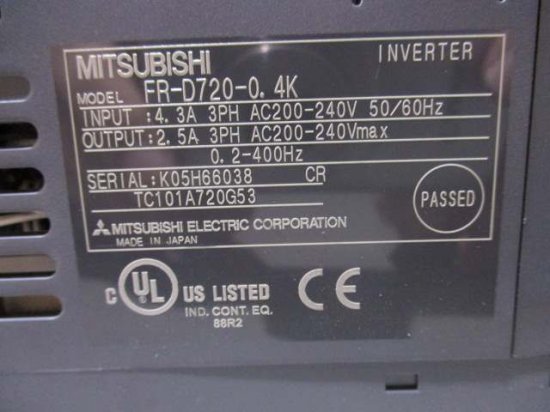 MITSUBISHI INVERTER
MODEL FR-D720-0.4K
INPUT :4.3A 3PH AC200-240V 50/60Hz
OUTPUT:2.5A 3PH AC200-240Vmax
0.2-400Hz
SERIAL:K05H66038 CR
TC101A720G53
PASSED
MITSUBISHI ELECTRIC CORPORATION
MADE IN JAPAN
C UL US LISTED CE
IND. CONT. EQ.
88R2